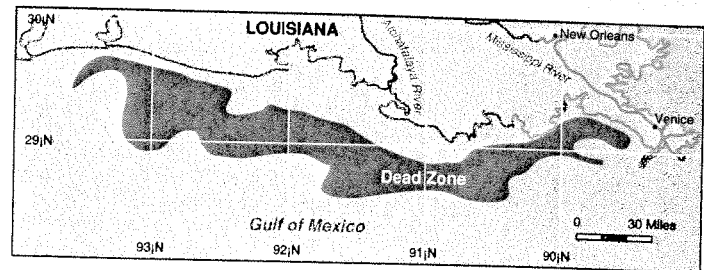 30¡N
LOUISIANA
New Orleans
Atchafalaya River
Mississippi River
Venice
29¡N
Dead Zone
Gulf of Mexico
0 30 Miles
93¡N
92¡N
91¡N
90¡N